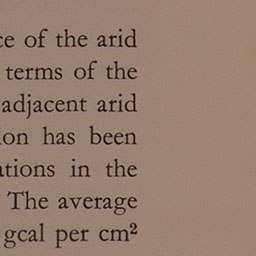 ce of the arid
terms of the
adjacent arid
ion has been
ations in the
The average
gcal per cm²